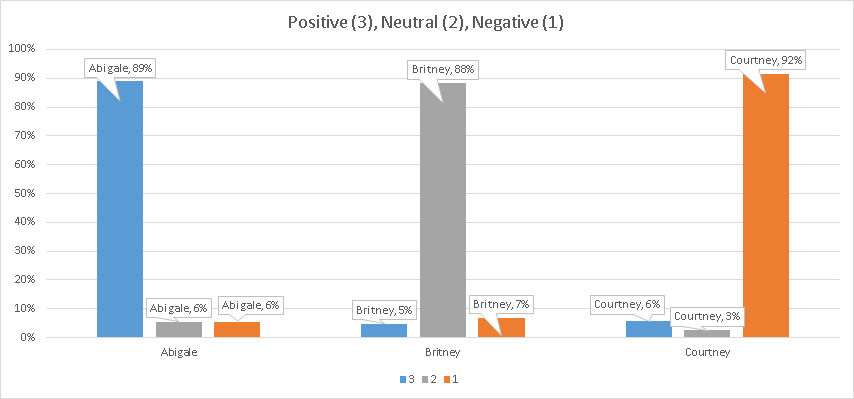 Positive (3), Neutral (2), Negative (1)
100%
90%
80%
70%
60%
50%
40%
30%
20%
10%
0%
Abigale, 89%
Abigale, 6%
Abigale, 6%
Britney, 5%
Britney, 88%
Britney, 7%
Courtney, 6%
Courtney, 3%
Courtney, 92%
Abigale
Britney
Courtney
3 2 1